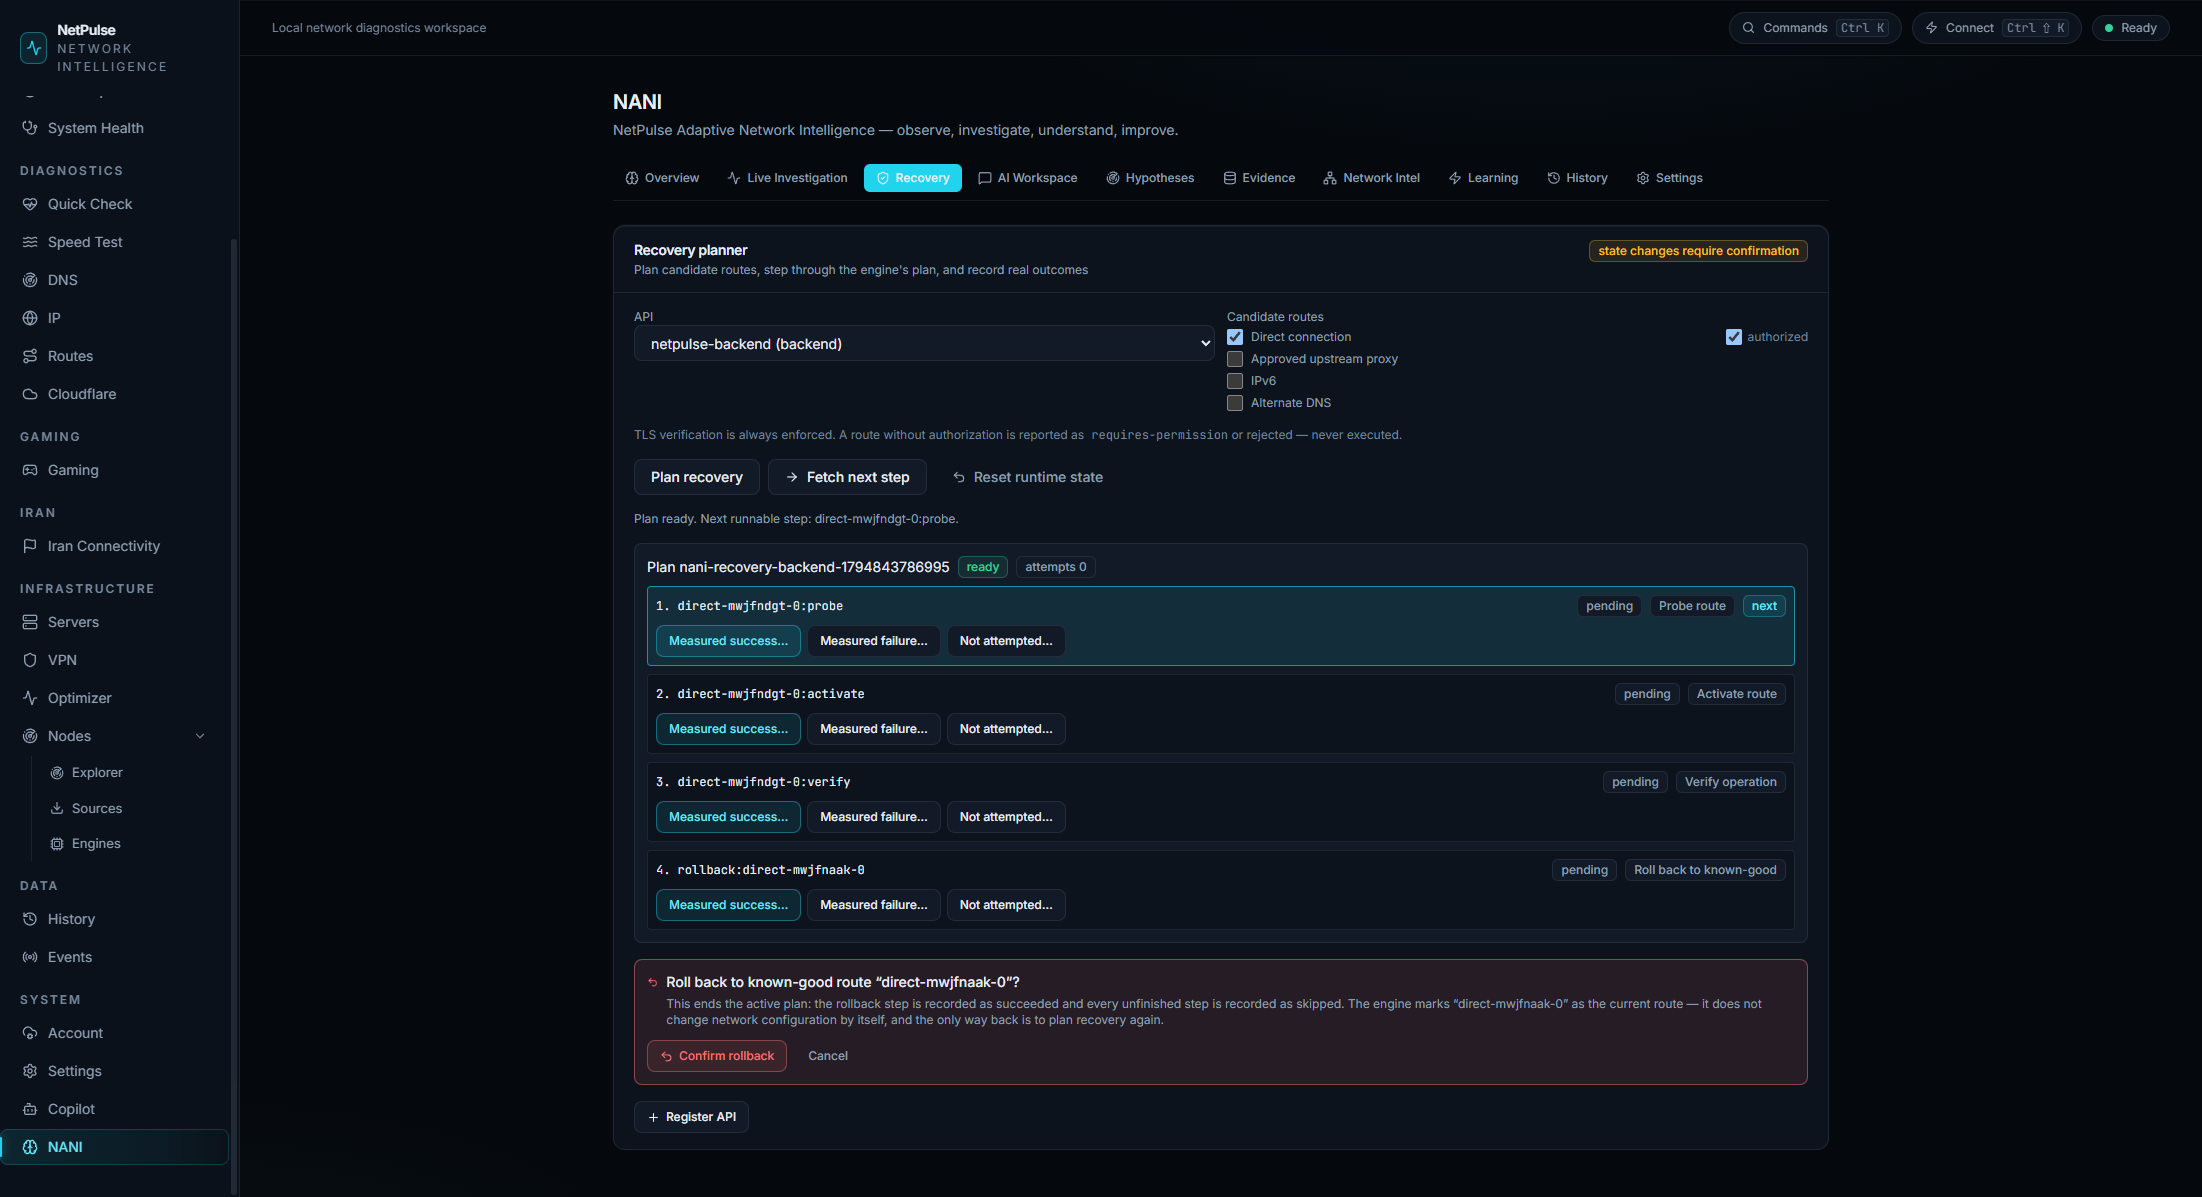 NetPulse
NETWORK
INTELLIGENCE
System Health
DIAGNOSTICS
Quick Check
Speed Test
DNS
IP
Routes
Cloudflare
GAMING
Gaming
IRAN
Iran Connectivity
INFRASTRUCTURE
Servers
VPN
Optimizer
Nodes
Explorer
Sources
Engines
DATA
History
Events
SYSTEM
Account
Settings
Copilot
NANI
Local network diagnostics workspace
Commands Ctrl K
Connect Ctrl ⇧ K
Ready
NANI
NetPulse Adaptive Network Intelligence — observe, investigate, understand, improve.
Overview Live Investigation Recovery AI Workspace Hypotheses Evidence Network Intel Learning History Settings
Recovery planner
state changes require confirmation
Plan candidate routes, step through the engine's plan, and record real outcomes
API
netpulse-backend (backend)
Candidate routes
Direct connection
authorized
Approved upstream proxy
IPv6
Alternate DNS
TLS verification is always enforced. A route without authorization is reported as requires-permission or rejected — never executed.
Plan recovery
Fetch next step
Reset runtime state
Plan ready. Next runnable step: direct-mwjfndgt-0:probe.
Plan nani-recovery-backend-1794843786995 ready attempts 0
1. direct-mwjfndgt-0:probe
pending Probe route next
Measured success... Measured failure... Not attempted...
2. direct-mwjfndgt-0:activate
pending Activate route
Measured success... Measured failure... Not attempted...
3. direct-mwjfndgt-0:verify
pending Verify operation
Measured success... Measured failure... Not attempted...
4. rollback:direct-mwjfnaak-0
pending Roll back to known-good
Measured success... Measured failure... Not attempted...
Roll back to known-good route “direct-mwjfnaak-0”?
This ends the active plan: the rollback step is recorded as succeeded and every unfinished step is recorded as skipped. The engine marks “direct-mwjfnaak-0” as the current route — it does not
change network configuration by itself, and the only way back is to plan recovery again.
Confirm rollback
Cancel
Register API